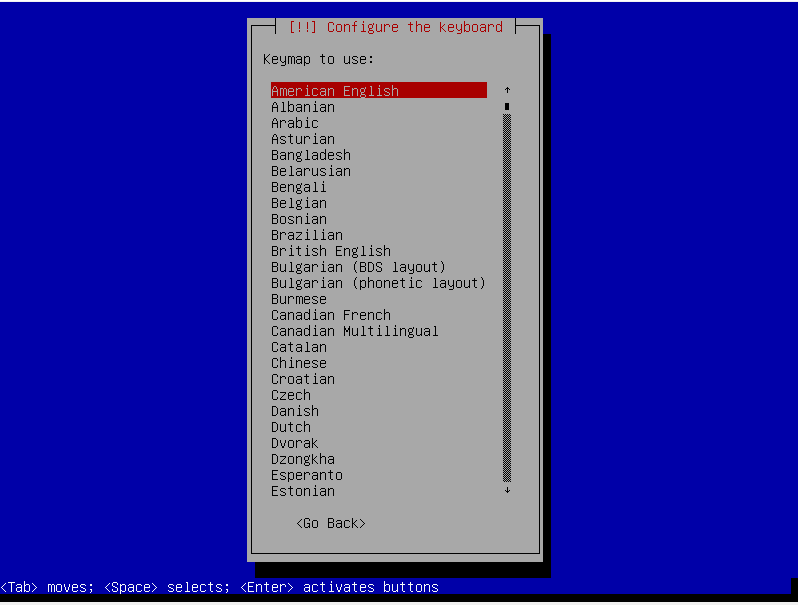 [!!] Configure the keyboard
Keymap to use:
American English ↑
Albanian
Arabic
Asturian
Bangladesh
Belarusian
Bengali
Belgian
Bosnian
Brazilian
British English
Bulgarian (BDS layout)
Bulgarian (phonetic layout)
Burmese
Canadian French
Canadian Multilingual
Catalan
Chinese
Croatian
Czech
Danish
Dutch
Dvorak
Dzongkha
Esperanto
Estonian ↓
<Go Back>
<Tab> moves; <Space> selects; <Enter> activates buttons